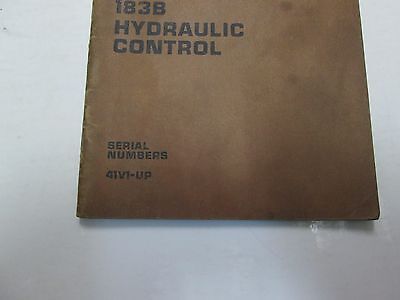 183B
HYDRAULIC
CONTROL
SERIAL
NUMBERS
41V1-UP